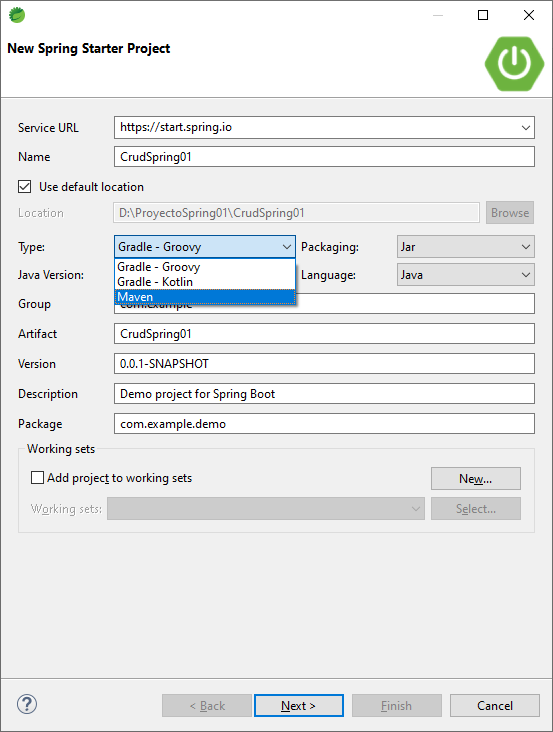 New Spring Starter Project
Service URL https://start.spring.io
Name CrudSpring01
Use default location
Location D:\ProyectoSpring01\CrudSpring01 Browse
Type: Gradle - Groovy Packaging: Jar
Gradle - Groovy
Java Version: Gradle - Kotlin Language: Java
Maven
Group com.example
Artifact CrudSpring01
Version 0.0.1-SNAPSHOT
Description Demo project for Spring Boot
Package com.example.demo
Working sets
Add project to working sets New...
Working sets: Select...
? < Back Next > Finish Cancel